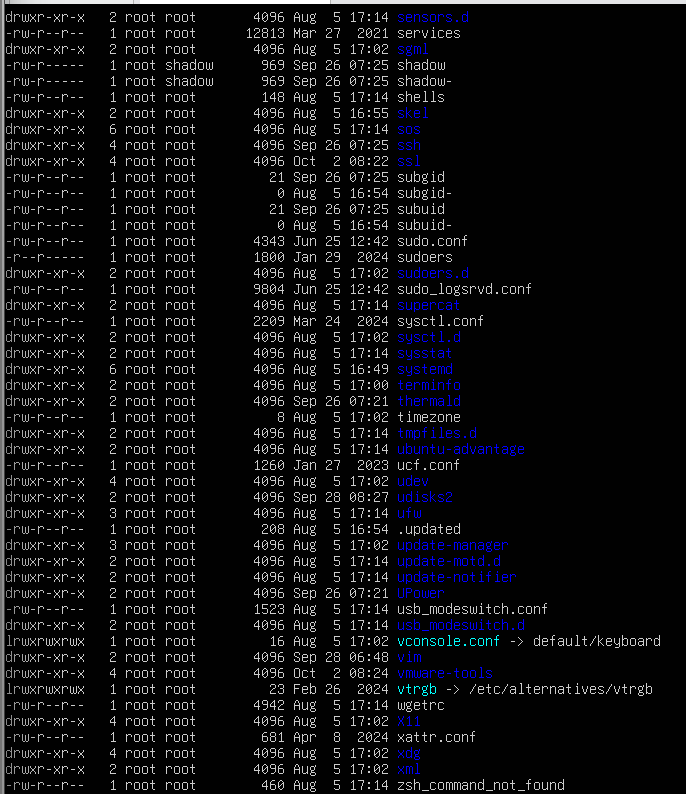 drwxr-xr-x   2 root root      4096 Aug  5 17:14 sensors.d
-rw-r--r--   1 root root     12813 Mar 27  2021 services
drwxr-xr-x   2 root root      4096 Aug  5 17:02 sgml
-rw-r-----   1 root shadow     969 Sep 26 07:25 shadow
-rw-r-----   1 root shadow     969 Sep 26 07:25 shadow-
-rw-r--r--   1 root root       148 Aug  5 17:14 shells
drwxr-xr-x   2 root root      4096 Aug  5 16:55 skel
drwxr-xr-x   6 root root      4096 Aug  5 17:14 sos
drwxr-xr-x   4 root root      4096 Sep 26 07:25 ssh
drwxr-xr-x   4 root root      4096 Oct  2 08:22 ssl
-rw-r--r--   1 root root        21 Sep 26 07:25 subgid
-rw-r--r--   1 root root         0 Aug  5 16:54 subgid-
-rw-r--r--   1 root root        21 Sep 26 07:25 subuid
-rw-r--r--   1 root root         0 Aug  5 16:54 subuid-
-rw-r--r--   1 root root      4343 Jun 25 12:42 sudo.conf
-r--r-----   1 root root      1800 Jan 29  2024 sudoers
drwxr-xr-x   2 root root      4096 Aug  5 17:02 sudoers.d
-rw-r--r--   1 root root      9804 Jun 25 12:42 sudo_logsrvd.conf
drwxr-xr-x   2 root root      4096 Aug  5 17:14 supercat
-rw-r--r--   1 root root      2209 Mar 24  2024 sysctl.conf
drwxr-xr-x   2 root root      4096 Aug  5 17:02 sysctl.d
drwxr-xr-x   2 root root      4096 Aug  5 17:14 sysstat
drwxr-xr-x   6 root root      4096 Aug  5 16:49 systemd
drwxr-xr-x   2 root root      4096 Aug  5 17:00 terminfo
drwxr-xr-x   2 root root      4096 Sep 26 07:21 thermald
-rw-r--r--   1 root root         8 Aug  5 17:02 timezone
drwxr-xr-x   2 root root      4096 Aug  5 17:14 tmpfiles.d
drwxr-xr-x   2 root root      4096 Aug  5 17:14 ubuntu-advantage
-rw-r--r--   1 root root      1260 Jan 27  2023 ucf.conf
drwxr-xr-x   4 root root      4096 Aug  5 17:02 udev
drwxr-xr-x   2 root root      4096 Sep 28 08:27 udisks2
drwxr-xr-x   3 root root      4096 Aug  5 17:14 ufw
-rw-r--r--   1 root root       208 Aug  5 16:54 .updated
drwxr-xr-x   3 root root      4096 Aug  5 17:02 update-manager
drwxr-xr-x   2 root root      4096 Aug  5 17:14 update-motd.d
drwxr-xr-x   2 root root      4096 Aug  5 17:14 update-notifier
drwxr-xr-x   2 root root      4096 Sep 26 07:21 UPower
-rw-r--r--   1 root root      1523 Aug  5 17:14 usb_modeswitch.conf
drwxr-xr-x   2 root root      4096 Aug  5 17:14 usb_modeswitch.d
lrwxrwxrwx   1 root root        16 Aug  5 17:02 vconsole.conf -> default/keyboard
drwxr-xr-x   2 root root      4096 Sep 28 06:48 vim
drwxr-xr-x   4 root root      4096 Oct  2 08:24 vmware-tools
lrwxrwxrwx   1 root root        23 Feb 26  2024 vtrgb -> /etc/alternatives/vtrgb
-rw-r--r--   1 root root      4942 Aug  5 17:14 wgetrc
drwxr-xr-x   4 root root      4096 Aug  5 17:02 X11
-rw-r--r--   1 root root       681 Apr  8  2024 xattr.conf
drwxr-xr-x   4 root root      4096 Aug  5 17:02 xdg
drwxr-xr-x   2 root root      4096 Aug  5 17:02 xml
-rw-r--r--   1 root root       460 Aug  5 17:14 zsh_command_not_found